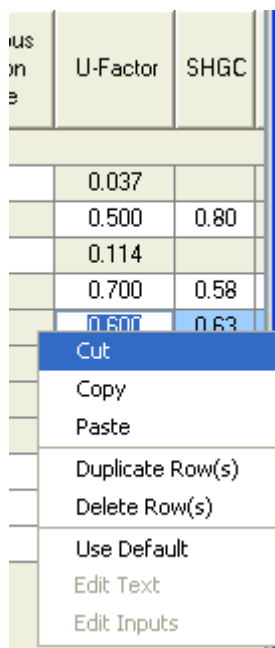 U-Factor SHGC
0.037
0.500 0.80
0.114
0.700 0.58
0.600 0.63
Cut
Copy
Paste
Duplicate Row(s)
Delete Row(s)
Use Default
Edit Text
Edit Inputs